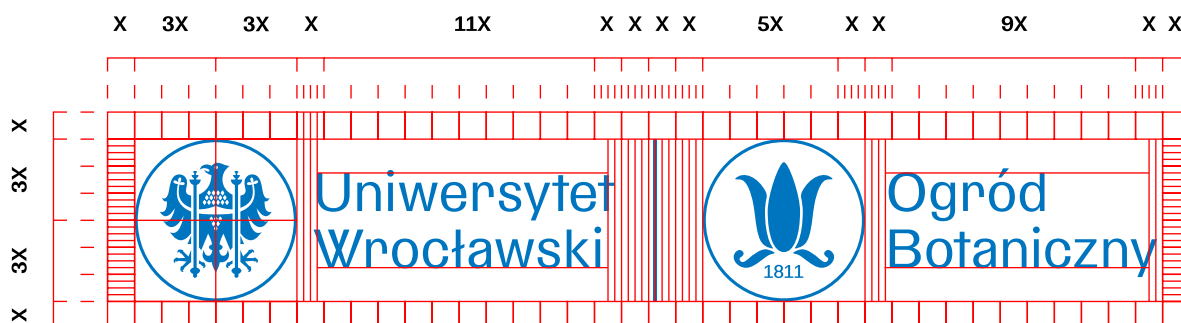 X 3X 3X X 11X X X X X 5X X X 9X X X
X
3X
3X
X
Uniwersytet
Wrocławski
1811
Ogród
Botaniczny